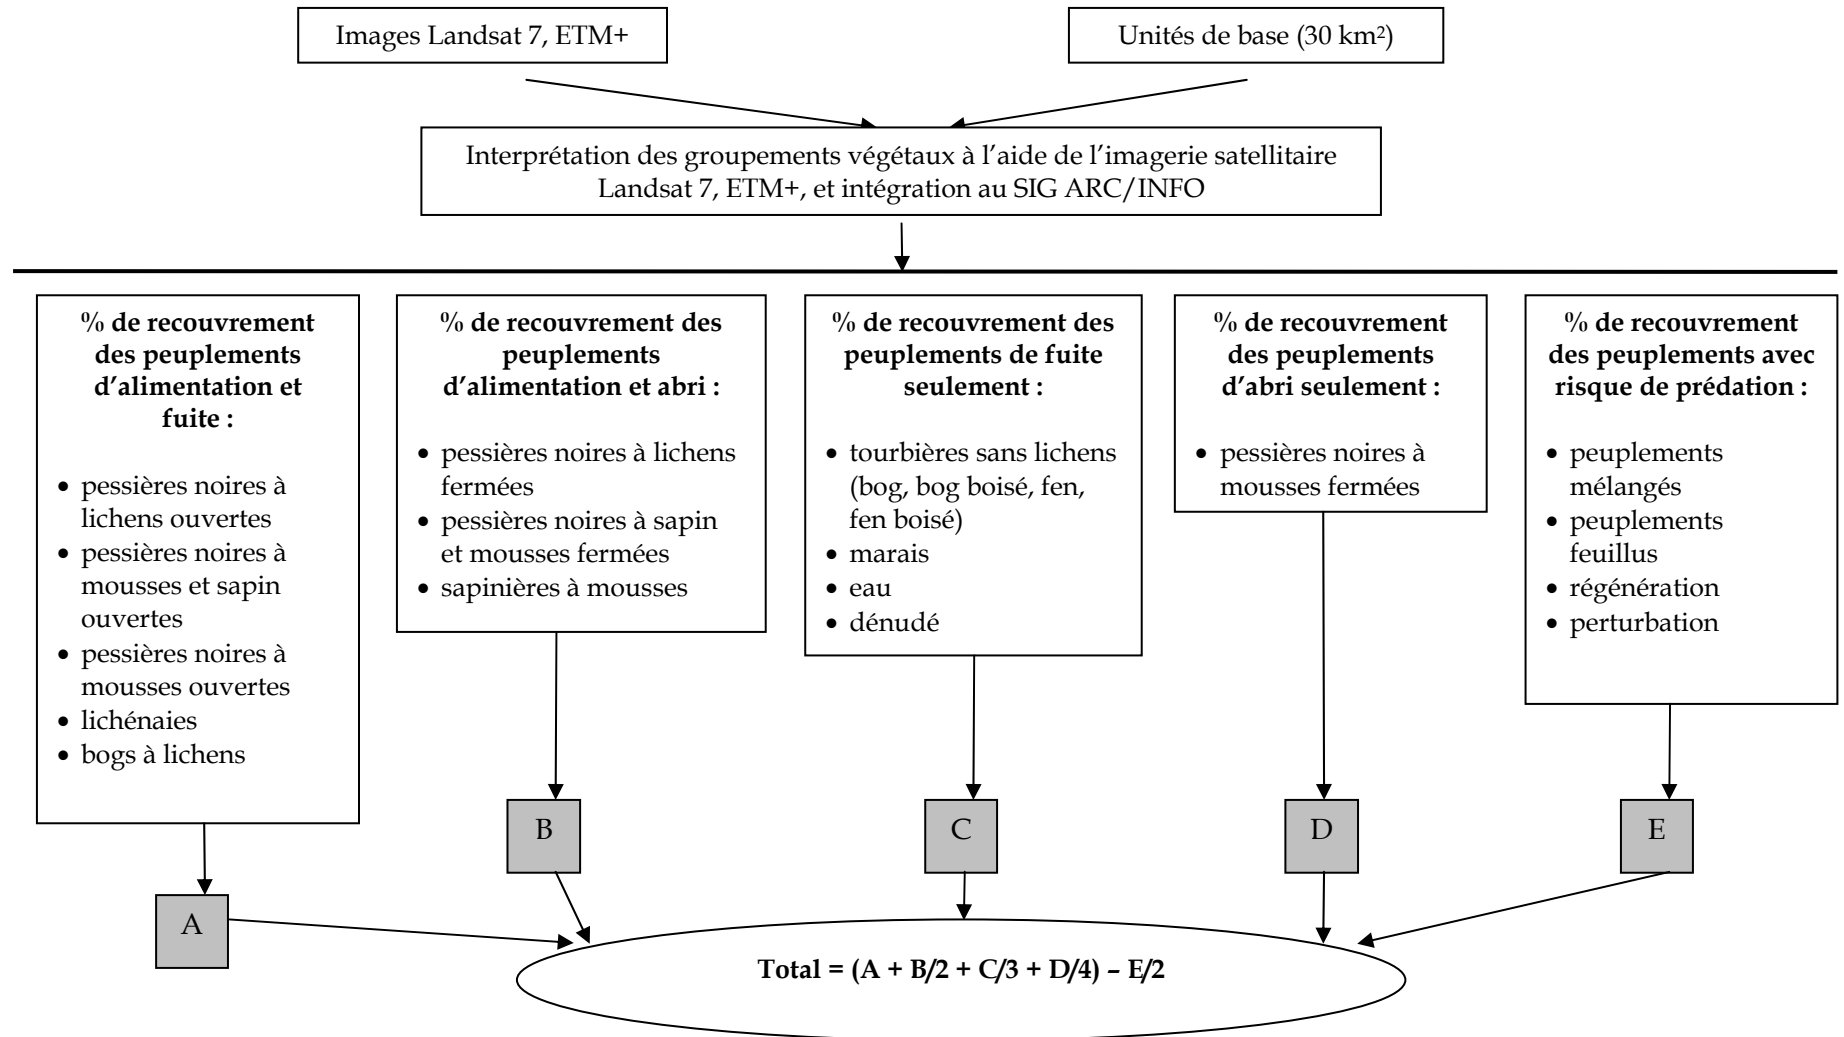 Images Landsat 7, ETM+
Unités de base (30 km²)
Interprétation des groupements végétaux à l’aide de l’imagerie satellitaire
Landsat 7, ETM+, et intégration au SIG ARC/INFO
% de recouvrement
des peuplements
d’alimentation et
fuite :
• pessières noires à
lichens ouvertes
• pessières noires à
mousses et sapin
ouvertes
• pessières noires à
mousses ouvertes
• lichénaies
• bogs à lichens
% de recouvrement des
peuplements
d’alimentation et abri :
• pessières noires à lichens
fermées
• pessières noires à sapin
et mousses fermées
• sapinières à mousses
% de recouvrement des
peuplements de fuite
seulement :
• tourbières sans lichens
(bog, bog boisé, fen,
fen boisé)
• marais
• eau
• dénudé
% de recouvrement
des peuplements
d’abri seulement :
• pessières noires à
mousses fermées
% de recouvrement
des peuplements avec
risque de prédation :
• peuplements
mélangés
• peuplements
feuillus
• régénération
• perturbation
A
B
C
D
E
Total = (A + B/2 + C/3 + D/4) – E/2